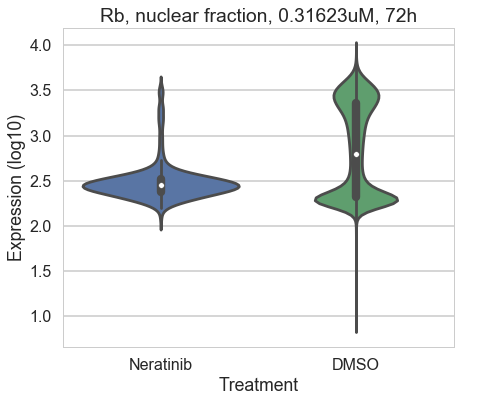 Rb, nuclear fraction, 0.31623uM, 72h
4.0
3.5
3.0
2.5
2.0
1.5
1.0
Expression (log10)
Neratinib
DMSO
Treatment